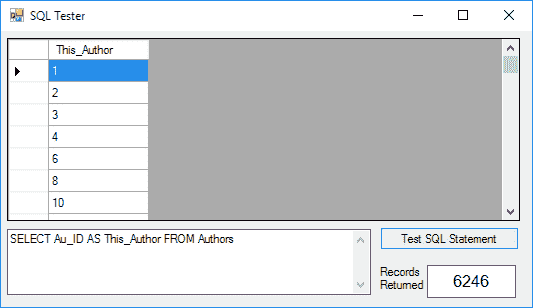 SQL Tester
This_Author
1
2
3
4
6
8
10
SELECT Au_ID AS This_Author FROM Authors
Test SQL Statement
Records
Returned
6246